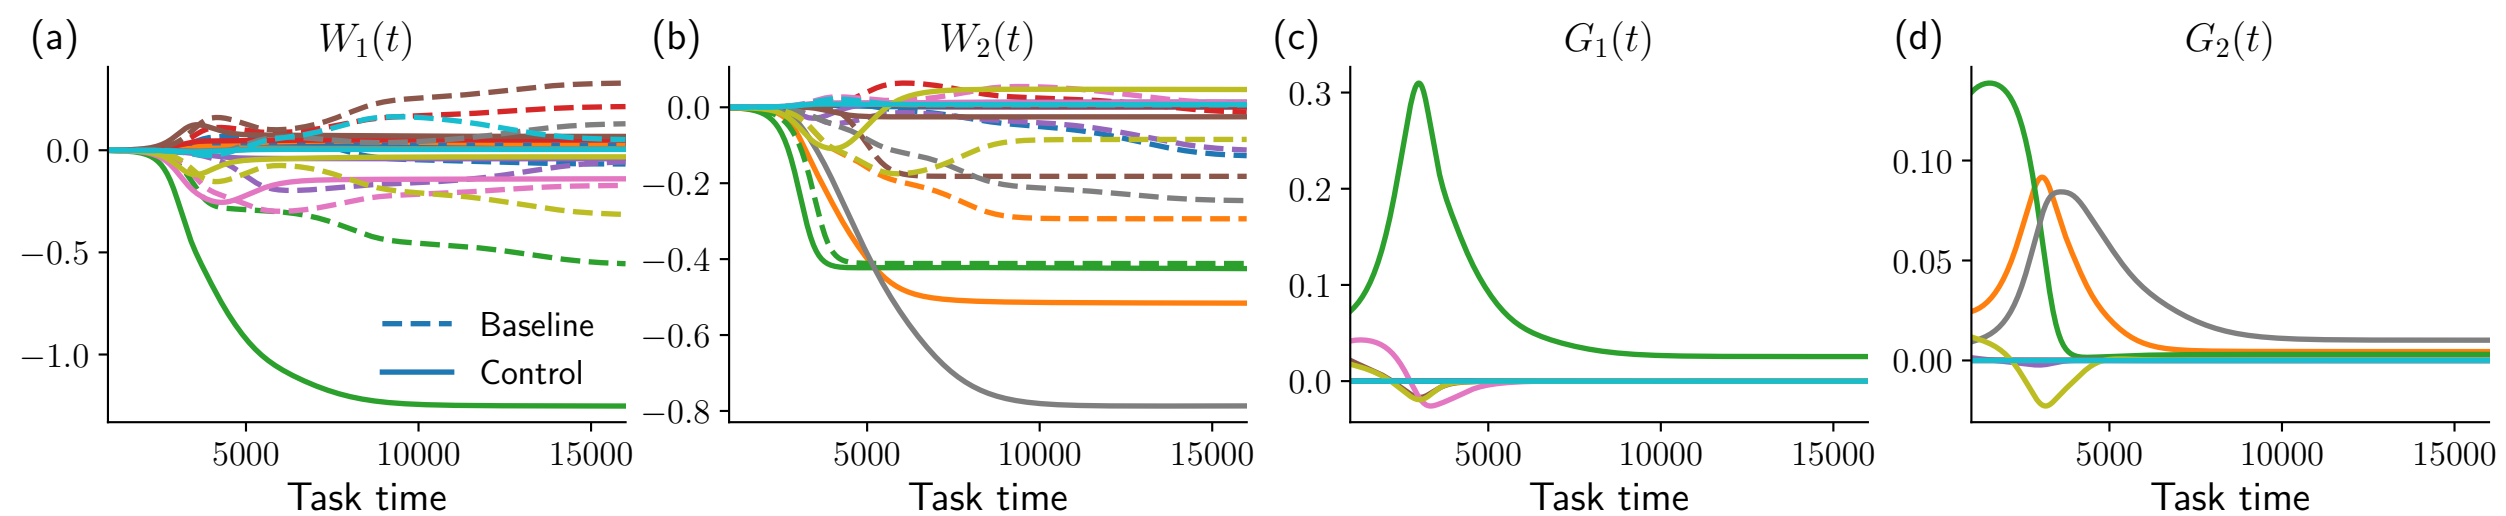 (a) W₁(t)
0.0
−0.5
−1.0
5000 10000 15000
Task time
Baseline
Control
(b) W₂(t)
0.0
−0.2
−0.4
−0.6
−0.8
5000 10000 15000
Task time
(c) G₁(t)
0.3
0.2
0.1
0.0
5000 10000 15000
Task time
(d) G₂(t)
0.10
0.05
0.00
5000 10000 15000
Task time